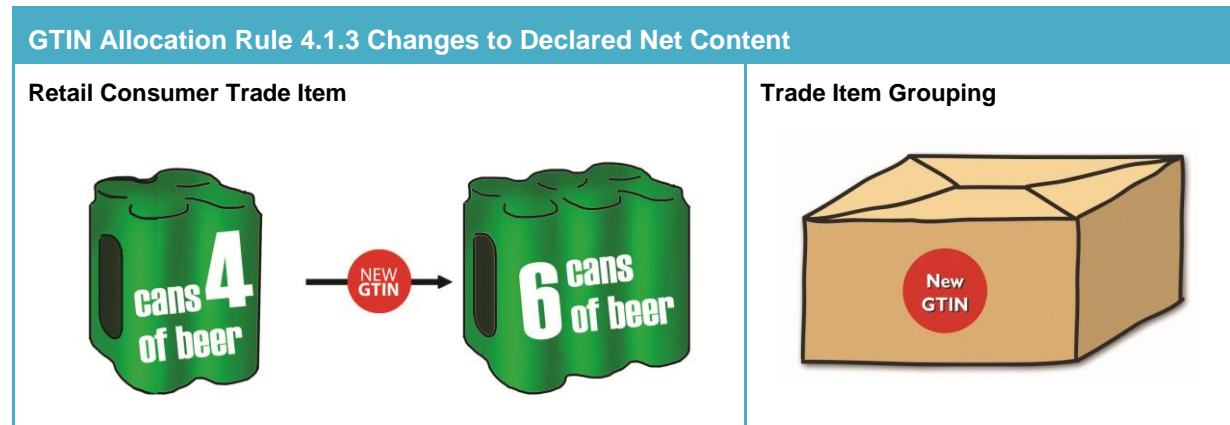 GTIN Allocation Rule 4.1.3 Changes to Declared Net Content
Retail Consumer Trade Item
cans 4
of beer
NEW
GTIN
6 cans
of beer
Trade Item Grouping
New
GTIN